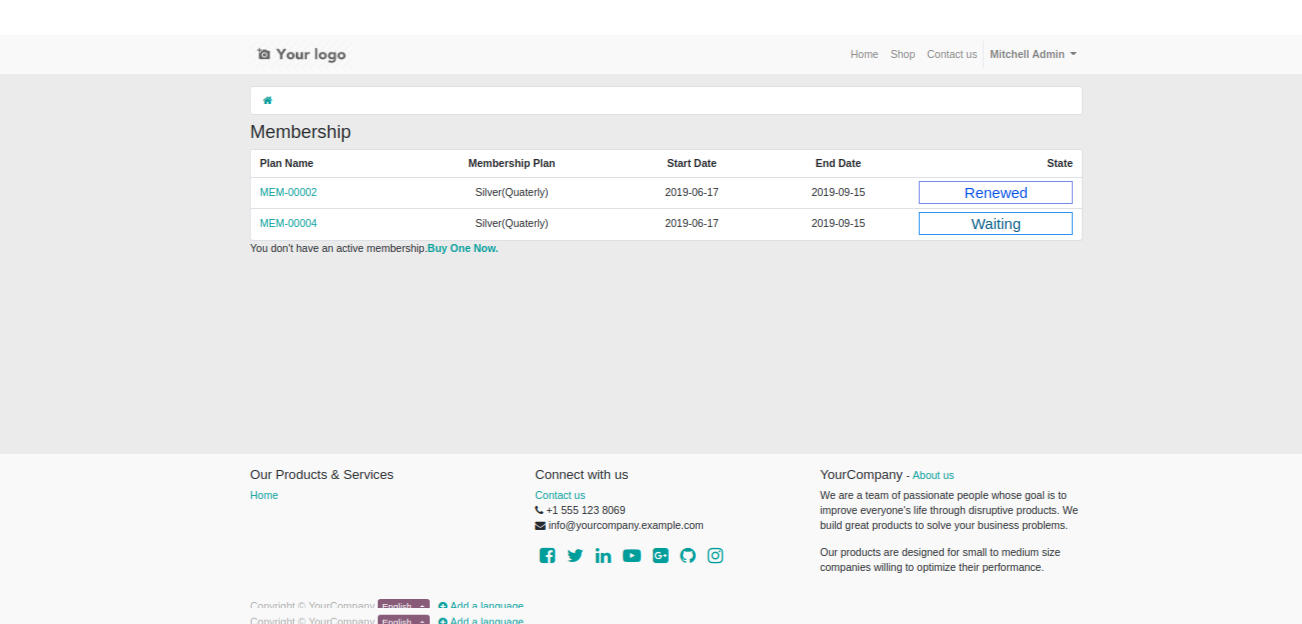 Your logo
Home Shop Contact us Mitchell Admin
Membership
Plan Name Membership Plan Start Date End Date State
MEM-00002 Silver(Quaterly) 2019-06-17 2019-09-15 Renewed
MEM-00004 Silver(Quaterly) 2019-06-17 2019-09-15 Waiting
You don't have an active membership.Buy One Now.
Our Products & Services
Home
Connect with us
Contact us
+1 555 123 8069
info@yourcompany.example.com
YourCompany - About us
We are a team of passionate people whose goal is to
improve everyone's life through disruptive products. We
build great products to solve your business problems.
Our products are designed for small to medium size
companies willing to optimize their performance.
Copyright © YourCompany English Add a language
Copyright © YourCompany English Add a language